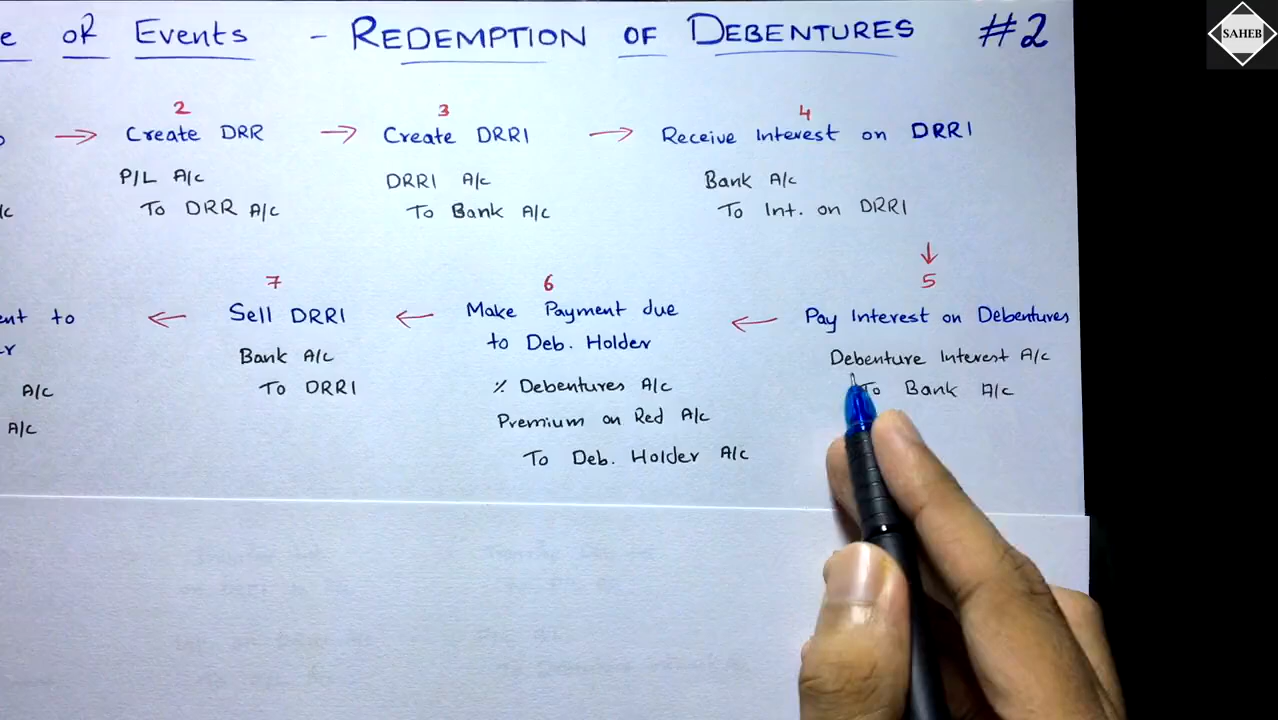 e of Events - REDEMPTION OF DEBENTURES #2
SAHEB
2
Create DRR
P/L A/c
To DRR A/c
3
Create DRRI
DRRI A/c
To Bank A/c
4
Receive Interest on DRRI
Bank A/c
To Int. on DRRI
5
Pay Interest on Debentures
Debenture Interest A/c
To Bank A/c
6
Make Payment due
to Deb. Holder
% Debentures A/c
Premium on Red A/c
To Deb. Holder A/c
7
Sell DRRI
Bank A/c
To DRRI
ent to
er
A/c
A/c